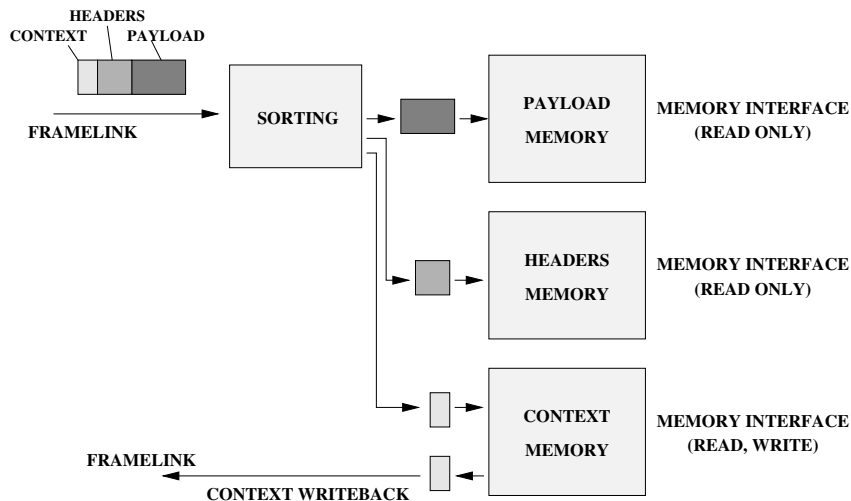 HEADERS
CONTEXT PAYLOAD
FRAMELINK
SORTING
PAYLOAD
MEMORY
MEMORY INTERFACE
(READ ONLY)
HEADERS
MEMORY
MEMORY INTERFACE
(READ ONLY)
CONTEXT
MEMORY
MEMORY INTERFACE
(READ, WRITE)
FRAMELINK
CONTEXT WRITEBACK